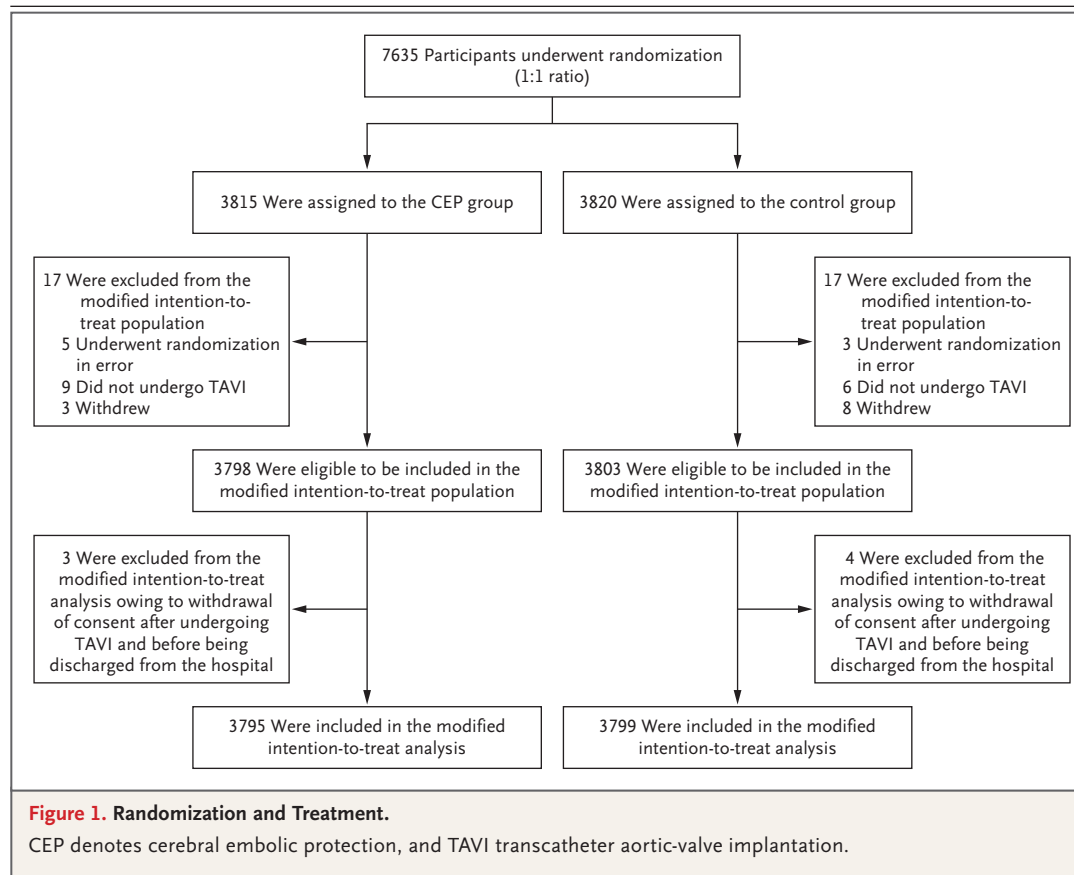 7635 Participants underwent randomization
(1:1 ratio)
3815 Were assigned to the CEP group
3820 Were assigned to the control group
17 Were excluded from the
modified intention-to-
treat population
5 Underwent randomization
in error
9 Did not undergo TAVI
3 Withdrew
17 Were excluded from the
modified intention-to-
treat population
3 Underwent randomization
in error
6 Did not undergo TAVI
8 Withdrew
3798 Were eligible to be included in the
modified intention-to-treat population
3803 Were eligible to be included in the
modified intention-to-treat population
3 Were excluded from the
modified intention-to-treat
analysis owing to withdrawal
of consent after undergoing
TAVI and before being
discharged from the hospital
4 Were excluded from the
modified intention-to-treat
analysis owing to withdrawal
of consent after undergoing
TAVI and before being
discharged from the hospital
3795 Were included in the modified
intention-to-treat analysis
3799 Were included in the modified
intention-to-treat analysis
Figure 1. Randomization and Treatment.
CEP denotes cerebral embolic protection, and TAVI transcatheter aortic-valve implantation.